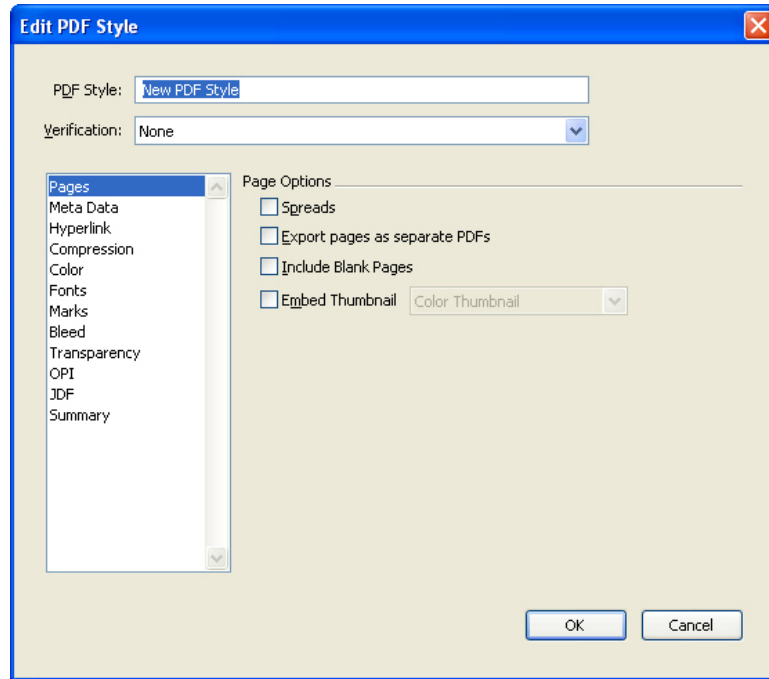 Edit PDF Style
PDF Style: New PDF Style
Verification: None
Pages
Meta Data
Hyperlink
Compression
Color
Fonts
Marks
Bleed
Transparency
OPI
JDF
Summary
Page Options
Spreads
Export pages as separate PDFs
Include Blank Pages
Embed Thumbnail Color Thumbnail
OK Cancel